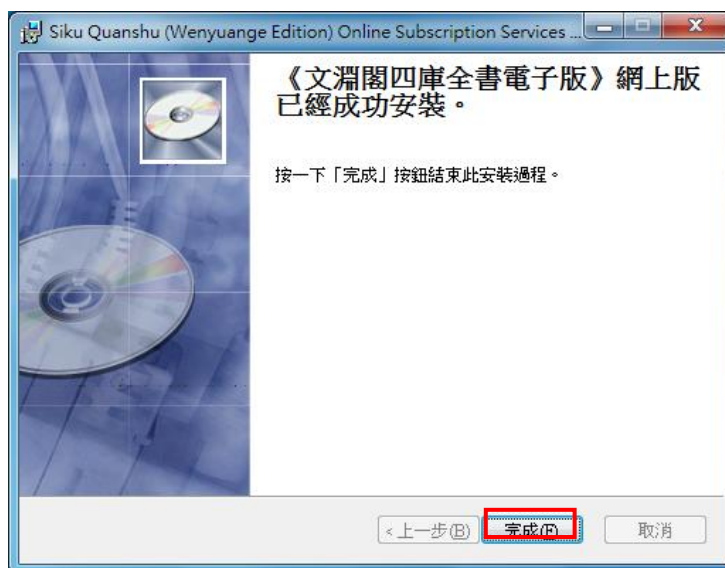 Siku Quanshu (Wenyuange Edition) Online Subscription Services ...
《文淵閣四庫全書電子版》網上版
已經成功安裝。
按一下「完成」按鈕結束此安裝過程。
<上一步(B) 完成(F) 取消